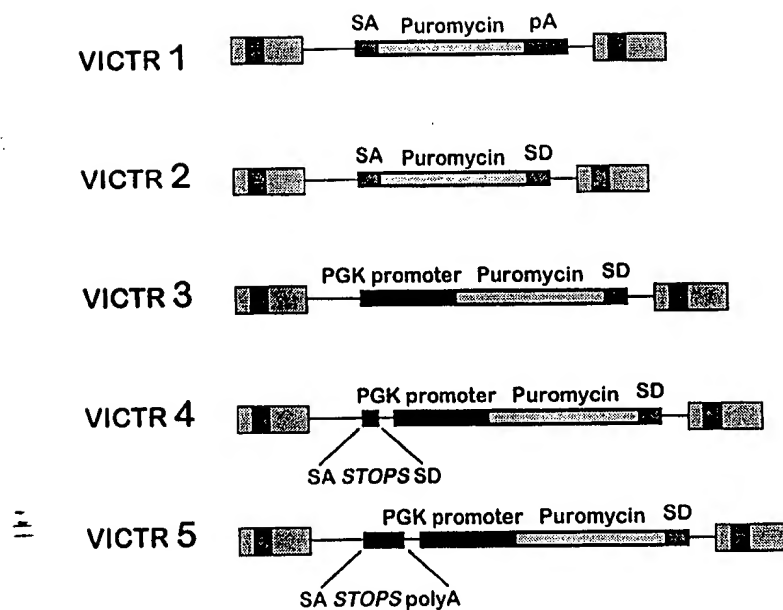 SA Puromycin pA
VICTR 1
SA Puromycin SD
VICTR 2
PGK promoter Puromycin SD
VICTR 3
PGK promoter Puromycin SD
VICTR 4
SA STOPS SD
PGK promoter Puromycin SD
VICTR 5
SA STOPS polyA